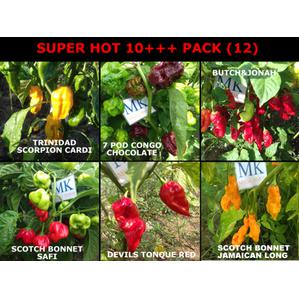 SUPER HOT 10+++ PACK (12)
TRINIDAD
SCORPION CARDI
MK
7 POD CONGO
CHOCOLATE
BUTCH&JONAH
MK
MK
SCOTCH BONNET
SAFI
MK
DEVILS TONQUE RED
MK
SCOTCH BONNET
JAMAICAN LONG